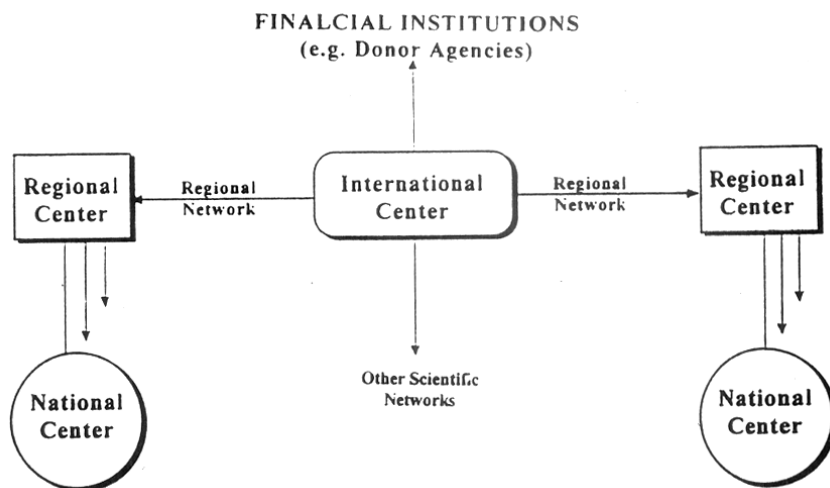 FINALCIAL INSTITUTIONS
(e.g. Donor Agencies)
Regional
Center
Regional
Network
International
Center
Regional
Network
Regional
Center
Other Scientific
Networks
National
Center
National
Center